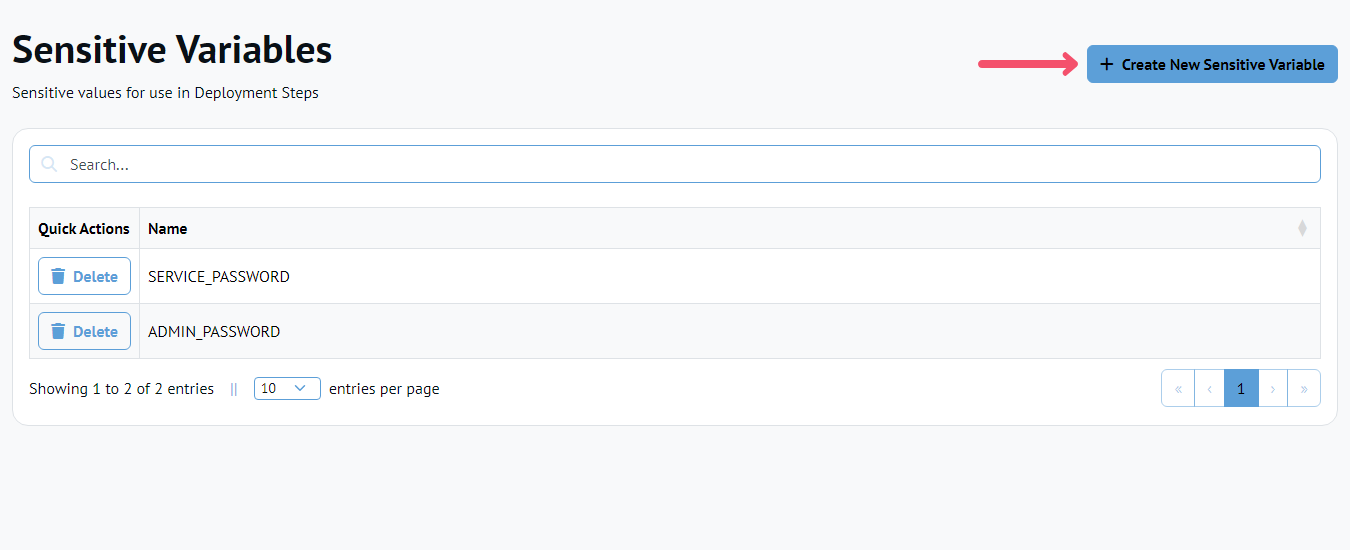 Sensitive Variables
Create New Sensitive Variable
Sensitive values for use in Deployment Steps
Search...
Quick Actions Name
Delete SERVICE_PASSWORD
Delete ADMIN_PASSWORD
Showing 1 to 2 of 2 entries || 10 entries per page « ‹ 1 › »